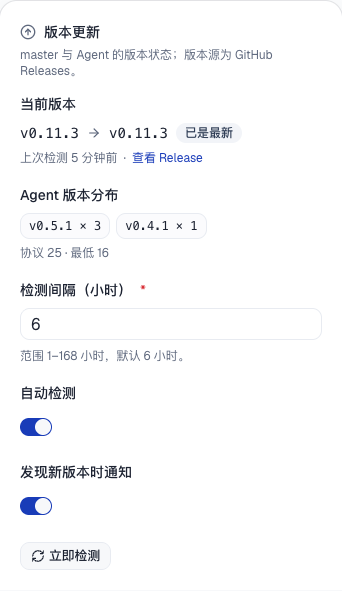 版本更新
master 与 Agent 的版本状态；版本源为 GitHub
Releases。
当前版本
v0.11.3 → v0.11.3 已是最新
上次检测 5 分钟前 · 查看 Release
Agent 版本分布
v0.5.1 × 3 v0.4.1 × 1
协议 25 · 最低 16
检测间隔（小时） *
6
范围 1–168 小时，默认 6 小时。
自动检测
发现新版本时通知
立即检测